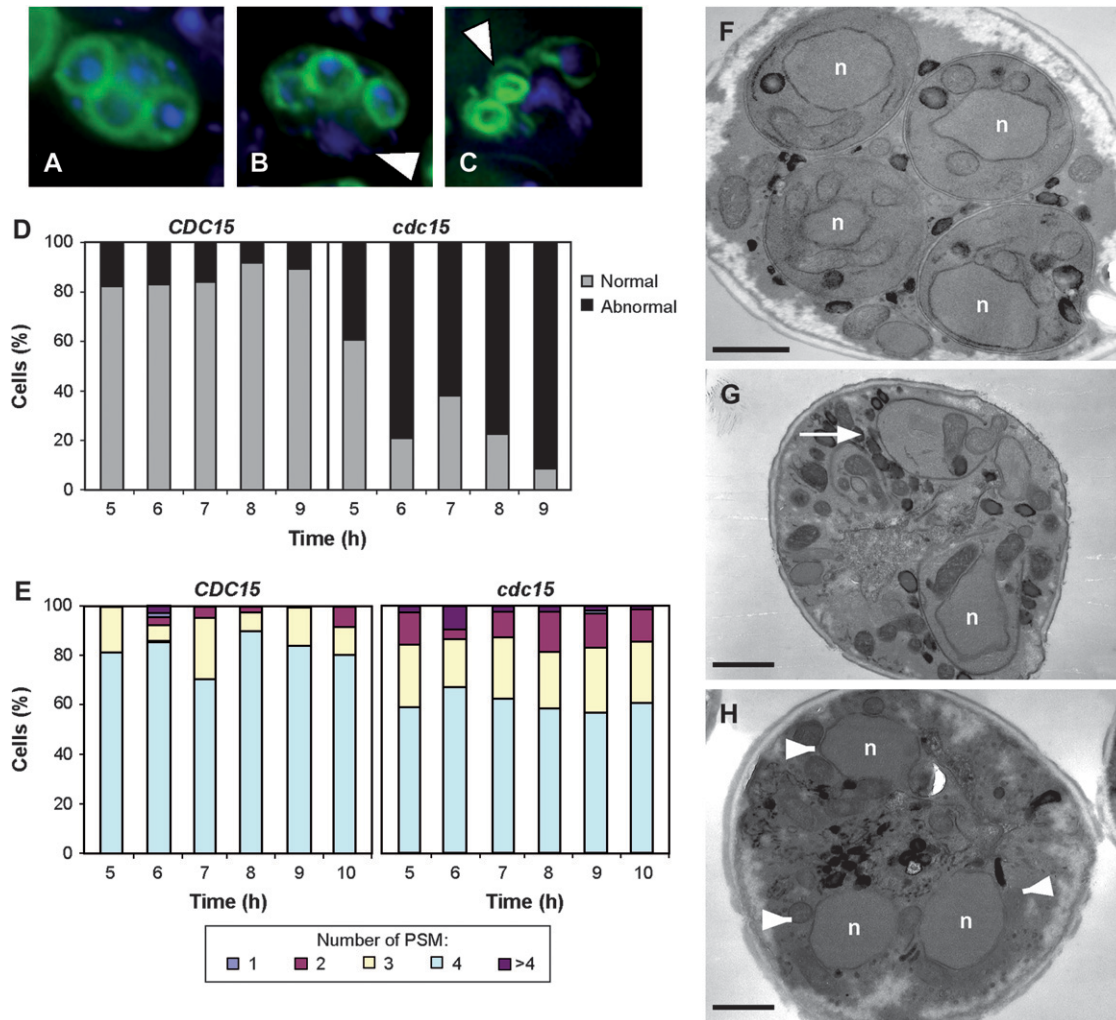 A
B
C
D
CDC15 cdc15
100
80
60
40
20
0
Cells (%)
5 6 7 8 9 5 6 7 8 9
Time (h)
Normal
Abnormal
E
CDC15 cdc15
100
80
60
40
20
0
Cells (%)
5 6 7 8 9 10 5 6 7 8 9 10
Time (h) Time (h)
Number of PSM:
1 2 3 4 >4
F
n
n
n
n
G
n
H
n
n
n